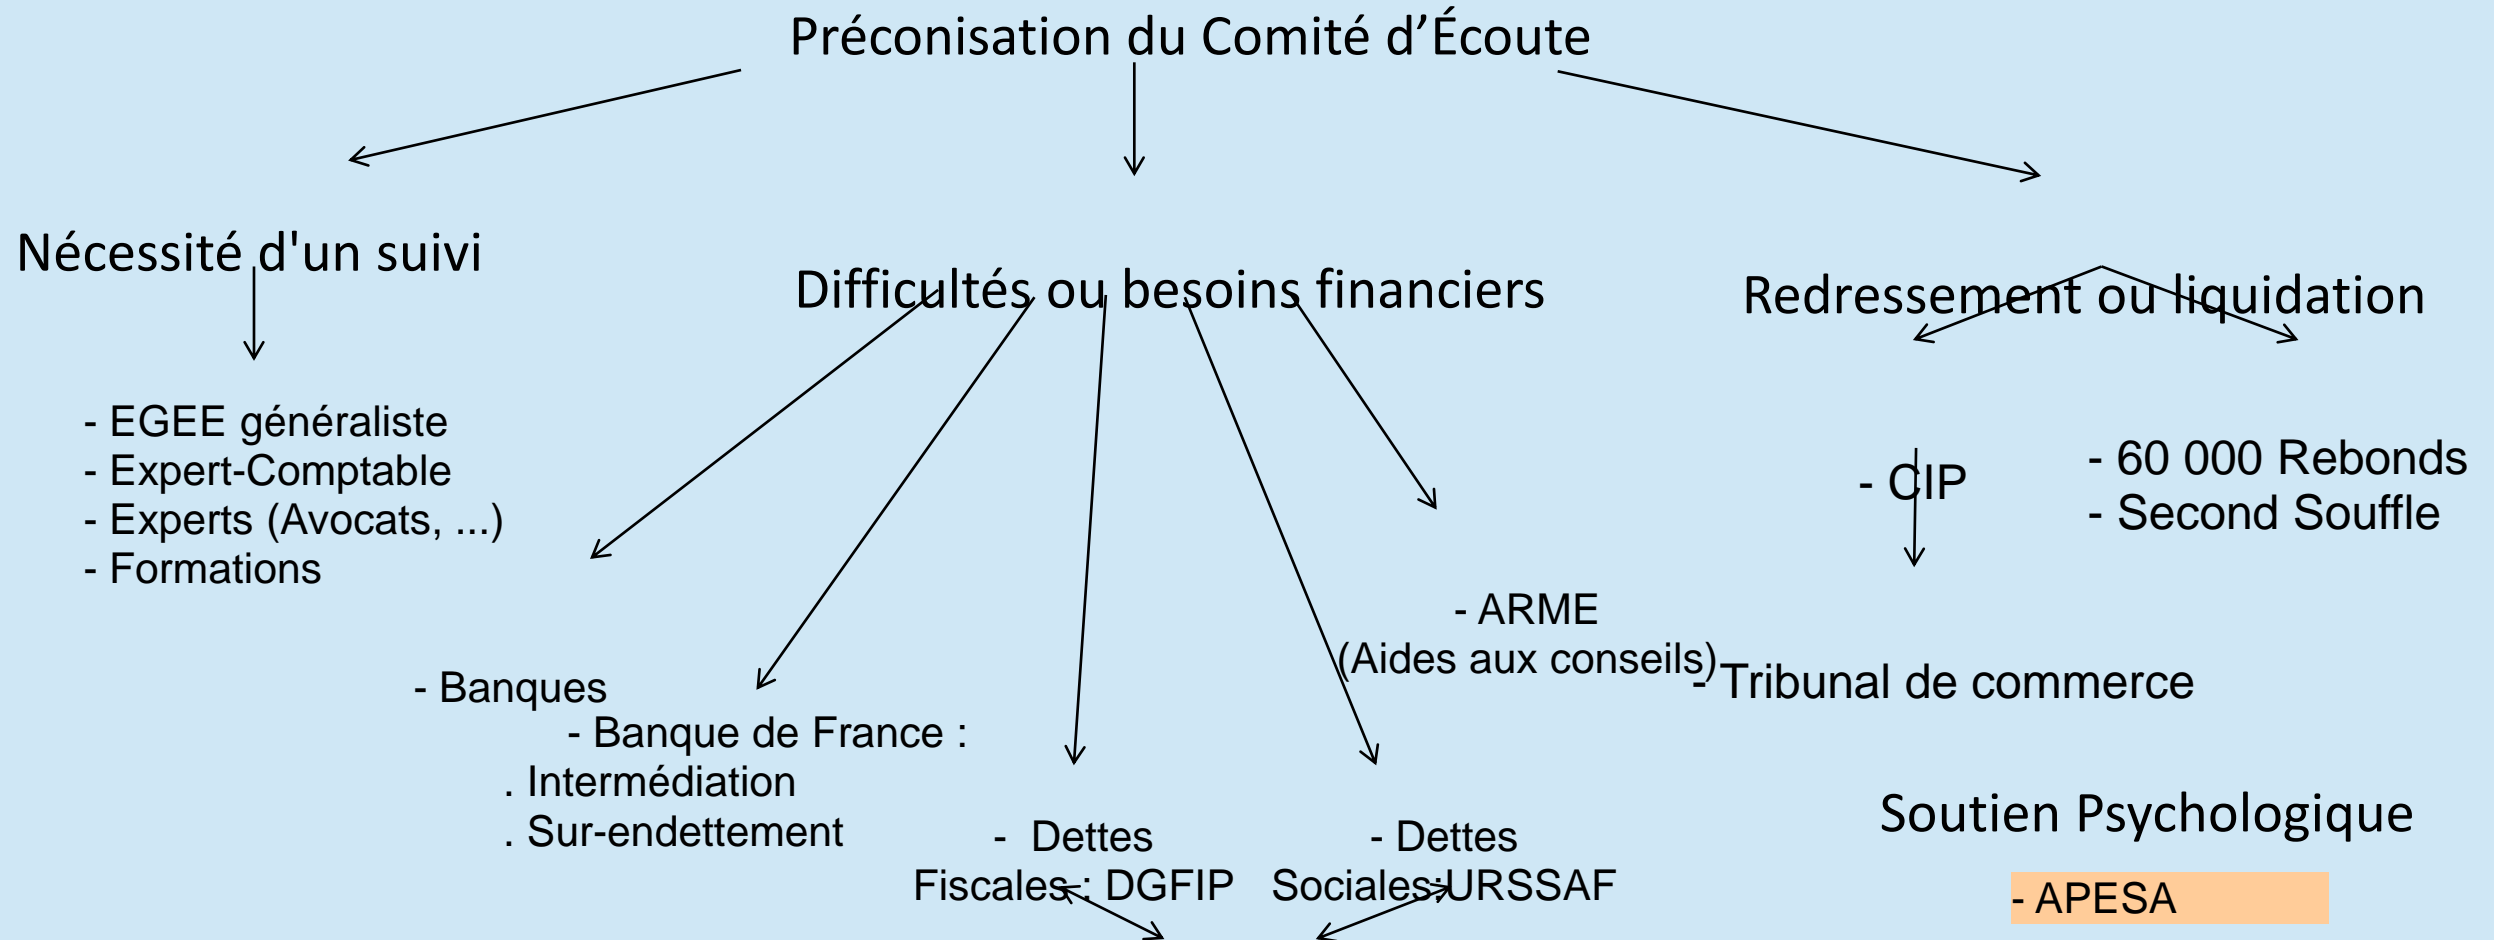 Préconisation du Comité d’Écoute
Nécessité d'un suivi
Difficultés ou besoins financiers
Redressement ou liquidation
- EGEE généraliste
- Expert-Comptable
- Experts (Avocats, ...)
- Formations
- CIP
- 60 000 Rebonds
- Second Souffle
- ARME
(Aides aux conseils)
- Tribunal de commerce
- Banques
- Banque de France :
. Intermédiation
. Sur-endettement
- Dettes
Fiscales : DGFIP
- Dettes
Sociales:URSSAF
Soutien Psychologique
- APESA